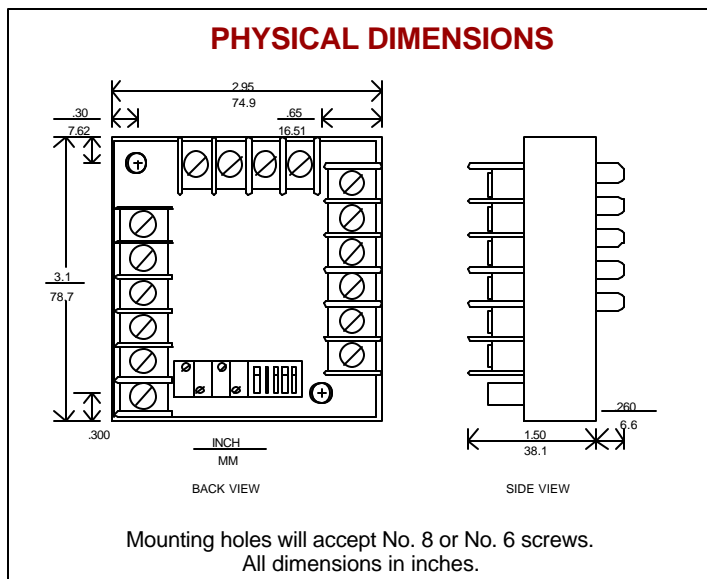 PHYSICAL DIMENSIONS
2.95
74.9
.30
7.62
.65
16.51
3.1
78.7
.300
INCH
MM
BACK VIEW
260
6.6
1.50
38.1
SIDE VIEW
Mounting holes will accept No. 8 or No. 6 screws.
All dimensions in inches.